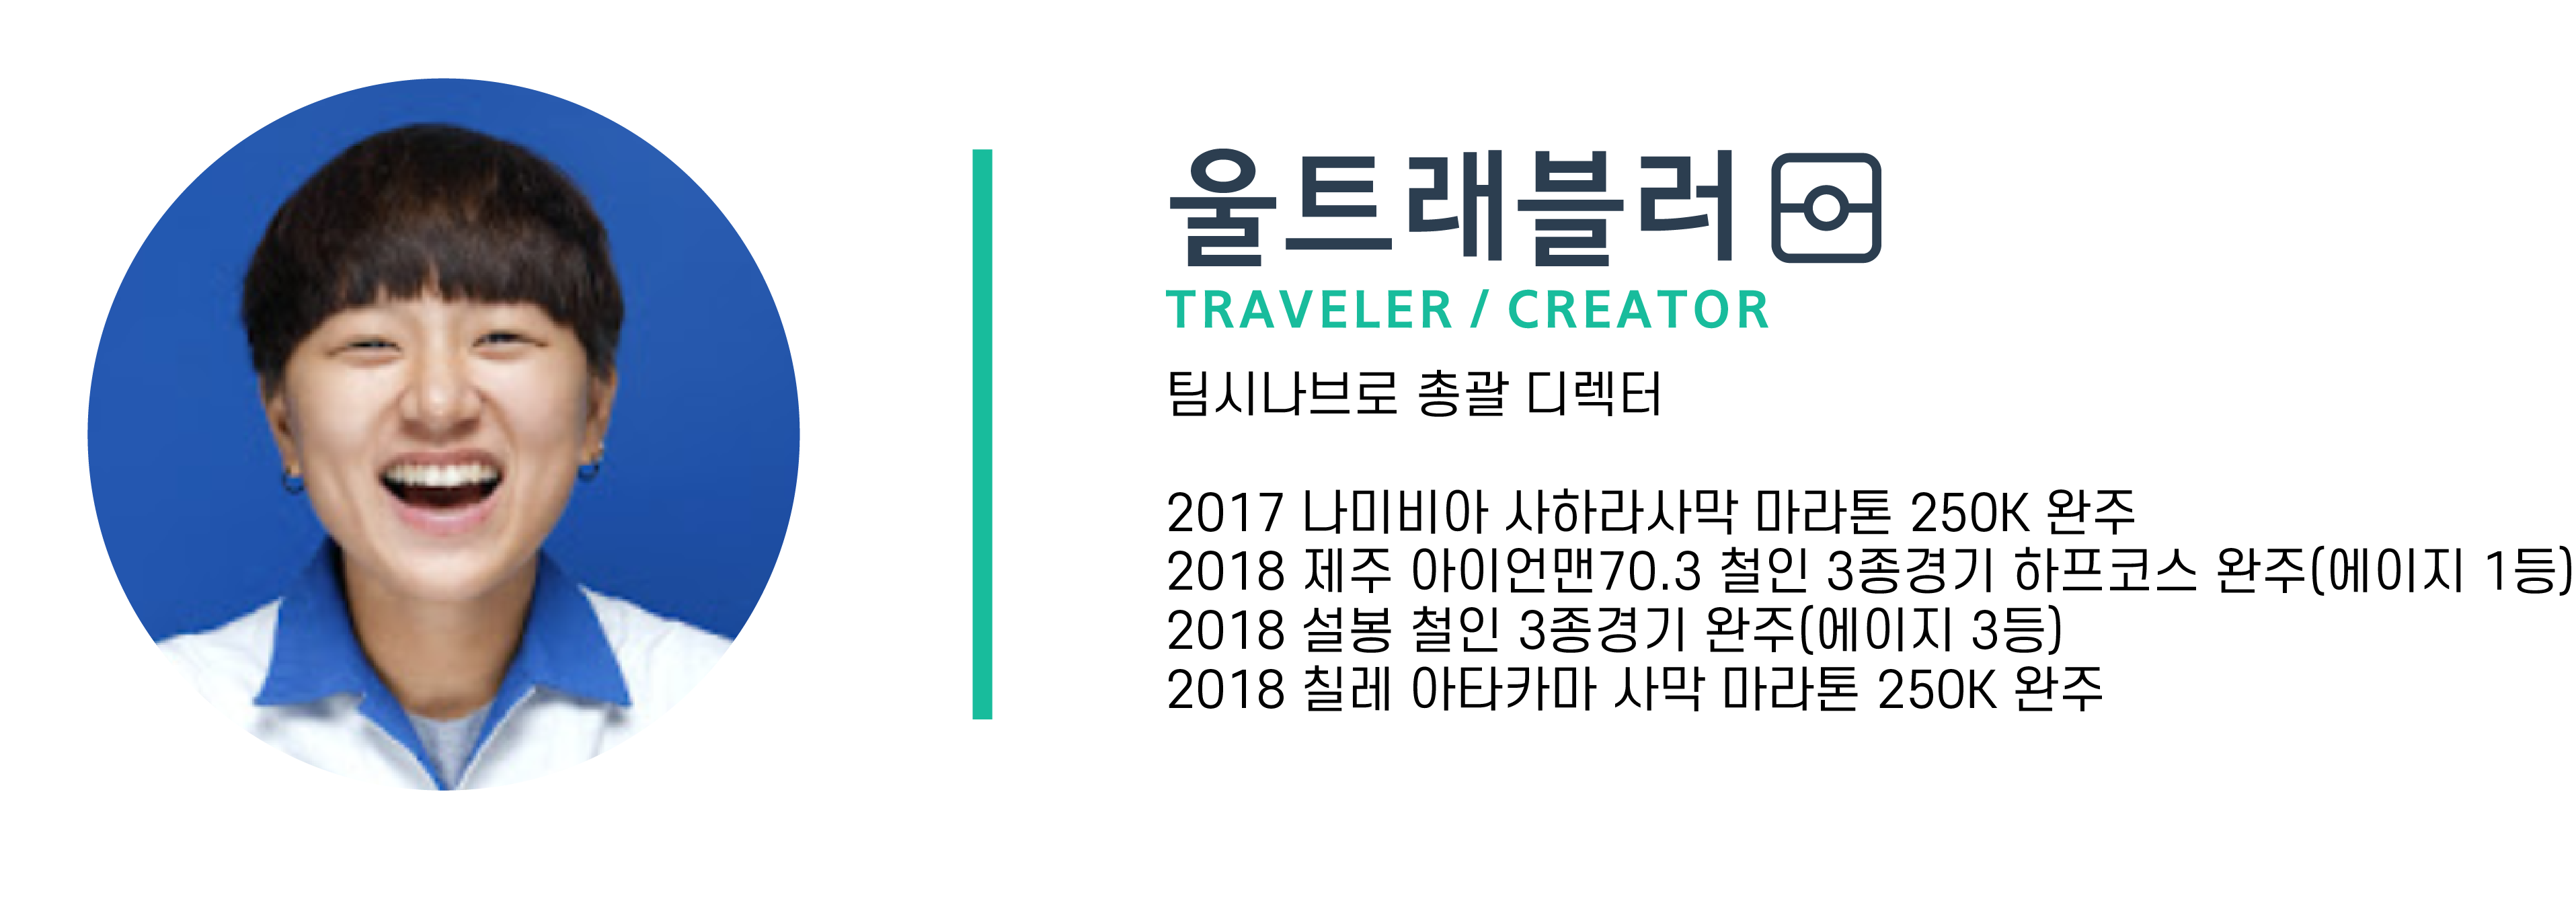 울트래블러
TRAVELER / CREATOR
팀시나브로 총괄 디렉터
2017 나미비아 사하라사막 마라톤 250K 완주
2018 제주 아이언맨70.3 철인 3종경기 하프코스 완주(에이지 1등)
2018 설봉 철인 3종경기 완주(에이지 3등)
2018 칠레 아타카마 사막 마라톤 250K 완주